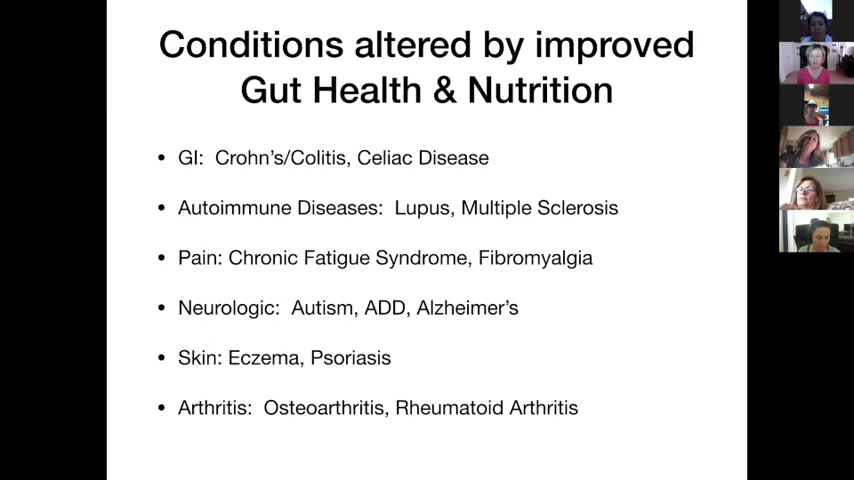 Conditions altered by improved
Gut Health & Nutrition
• GI: Crohn's/Colitis, Celiac Disease
• Autoimmune Diseases: Lupus, Multiple Sclerosis
• Pain: Chronic Fatigue Syndrome, Fibromyalgia
• Neurologic: Autism, ADD, Alzheimer's
• Skin: Eczema, Psoriasis
• Arthritis: Osteoarthritis, Rheumatoid Arthritis